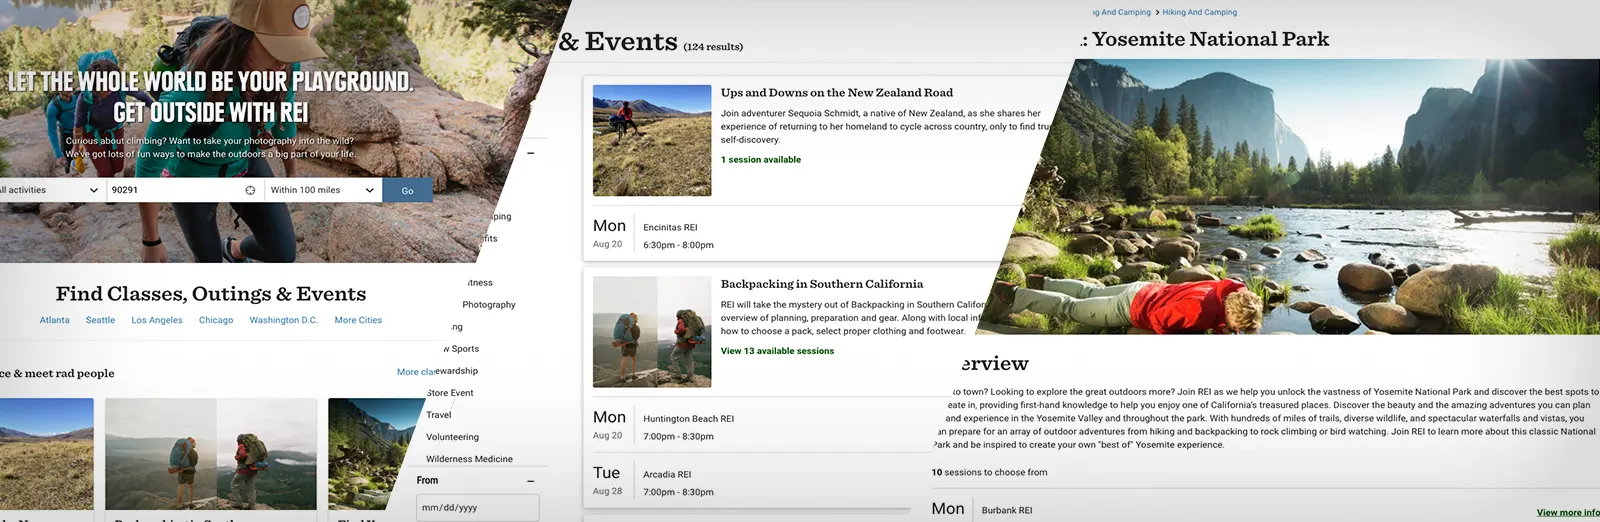 LET THE WHOLE WORLD BE YOUR PLAYGROUND.
GET OUTSIDE WITH REI
Curious about climbing? Want to take your photography into the wild?
We've got lots of fun ways to make the outdoors a big part of your life.
All activities
90291
Within 100 miles
Go
Find Classes, Outings & Events
Atlanta
Seattle
Los Angeles
Chicago
Washington D.C.
More Cities
& meet rad people
More
Photography
Sports
Store Event
Travel
Volunteering
Wilderness Medicine
From
mm/dd/yyyy
& Events (124 results)
Ups and Downs on the New Zealand Road
Join adventurer Sequoia Schmidt, a native of New Zealand, as she shares her
experience of returning to her homeland to cycle across country, only to find
self-discovery.
1 session available
Mon
Aug 20
Encinitas REI
6:30pm - 8:00pm
Backpacking in Southern California
REI will take the mystery out of Backpacking in Southern
overview of planning, preparation and gear. Along with local
how to choose a pack, select proper clothing and footwear.
View 13 available sessions
Mon
Aug 20
Huntington Beach REI
7:00pm - 8:30pm
Tue
Aug 28
Arcadia REI
7:00pm - 8:30pm
And Camping > Hiking And Camping
: Yosemite National Park
erview
to town? Looking to explore the great outdoors more? Join REI as we help you unlock the vastness of Yosemite National Park and discover the best spots to
in, providing first-hand knowledge to help you enjoy one of California's treasured places. Discover the beauty and the amazing adventures you can plan
and experience in the Yosemite Valley and throughout the park. With hundreds of miles of trails, diverse wildlife, and spectacular waterfalls and vistas, you
prepare for an array of outdoor adventures from hiking and backpacking to rock climbing or bird watching. Join REI to learn more about this classic National
Park and be inspired to create your own "best of" Yosemite experience.
10 sessions to choose from
Mon
Burbank REI
View more info